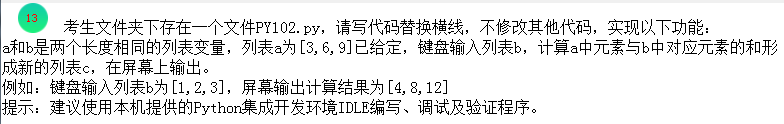 13 考生文件夹下存在一个文件PY102.py，请写代码替换横线，不修改其他代码，实现以下功能：
a和b是两个长度相同的列表变量，列表a为[3,6,9]已给定，键盘输入列表b，计算a中元素与b中对应元素的和形
成新的列表c，在屏幕上输出。
例如：键盘输入列表b为[1,2,3]，屏幕输出计算结果为[4,8,12]
提示：建议使用本机提供的Python集成开发环境IDLE编写、调试及验证程序。